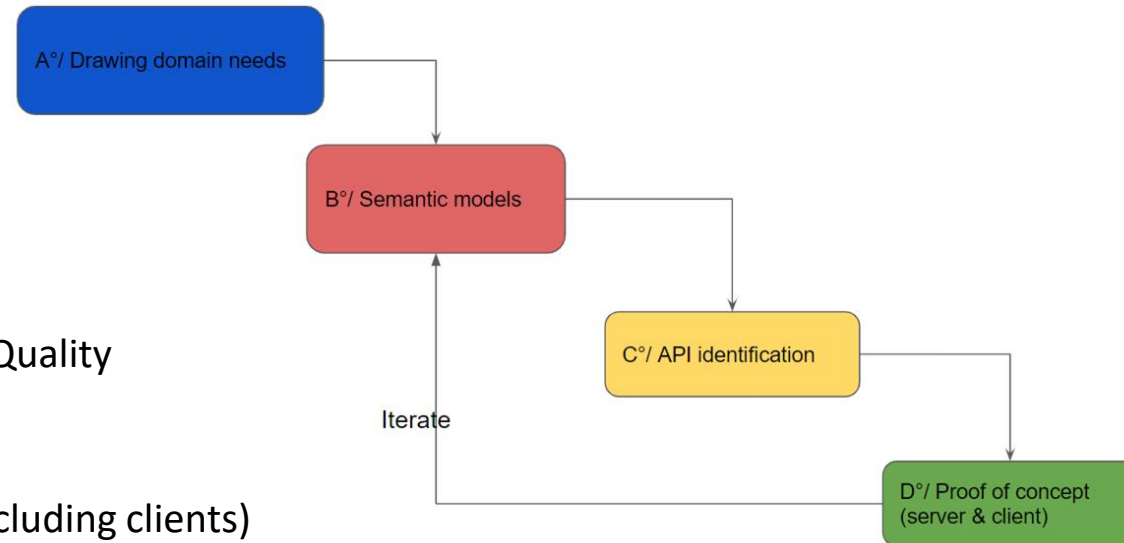 A°/ Drawing domain needs
B°/ Semantic models
Quality
C°/ API identification
Iterate
D°/ Proof of concept
(server & client)
cluding clients)